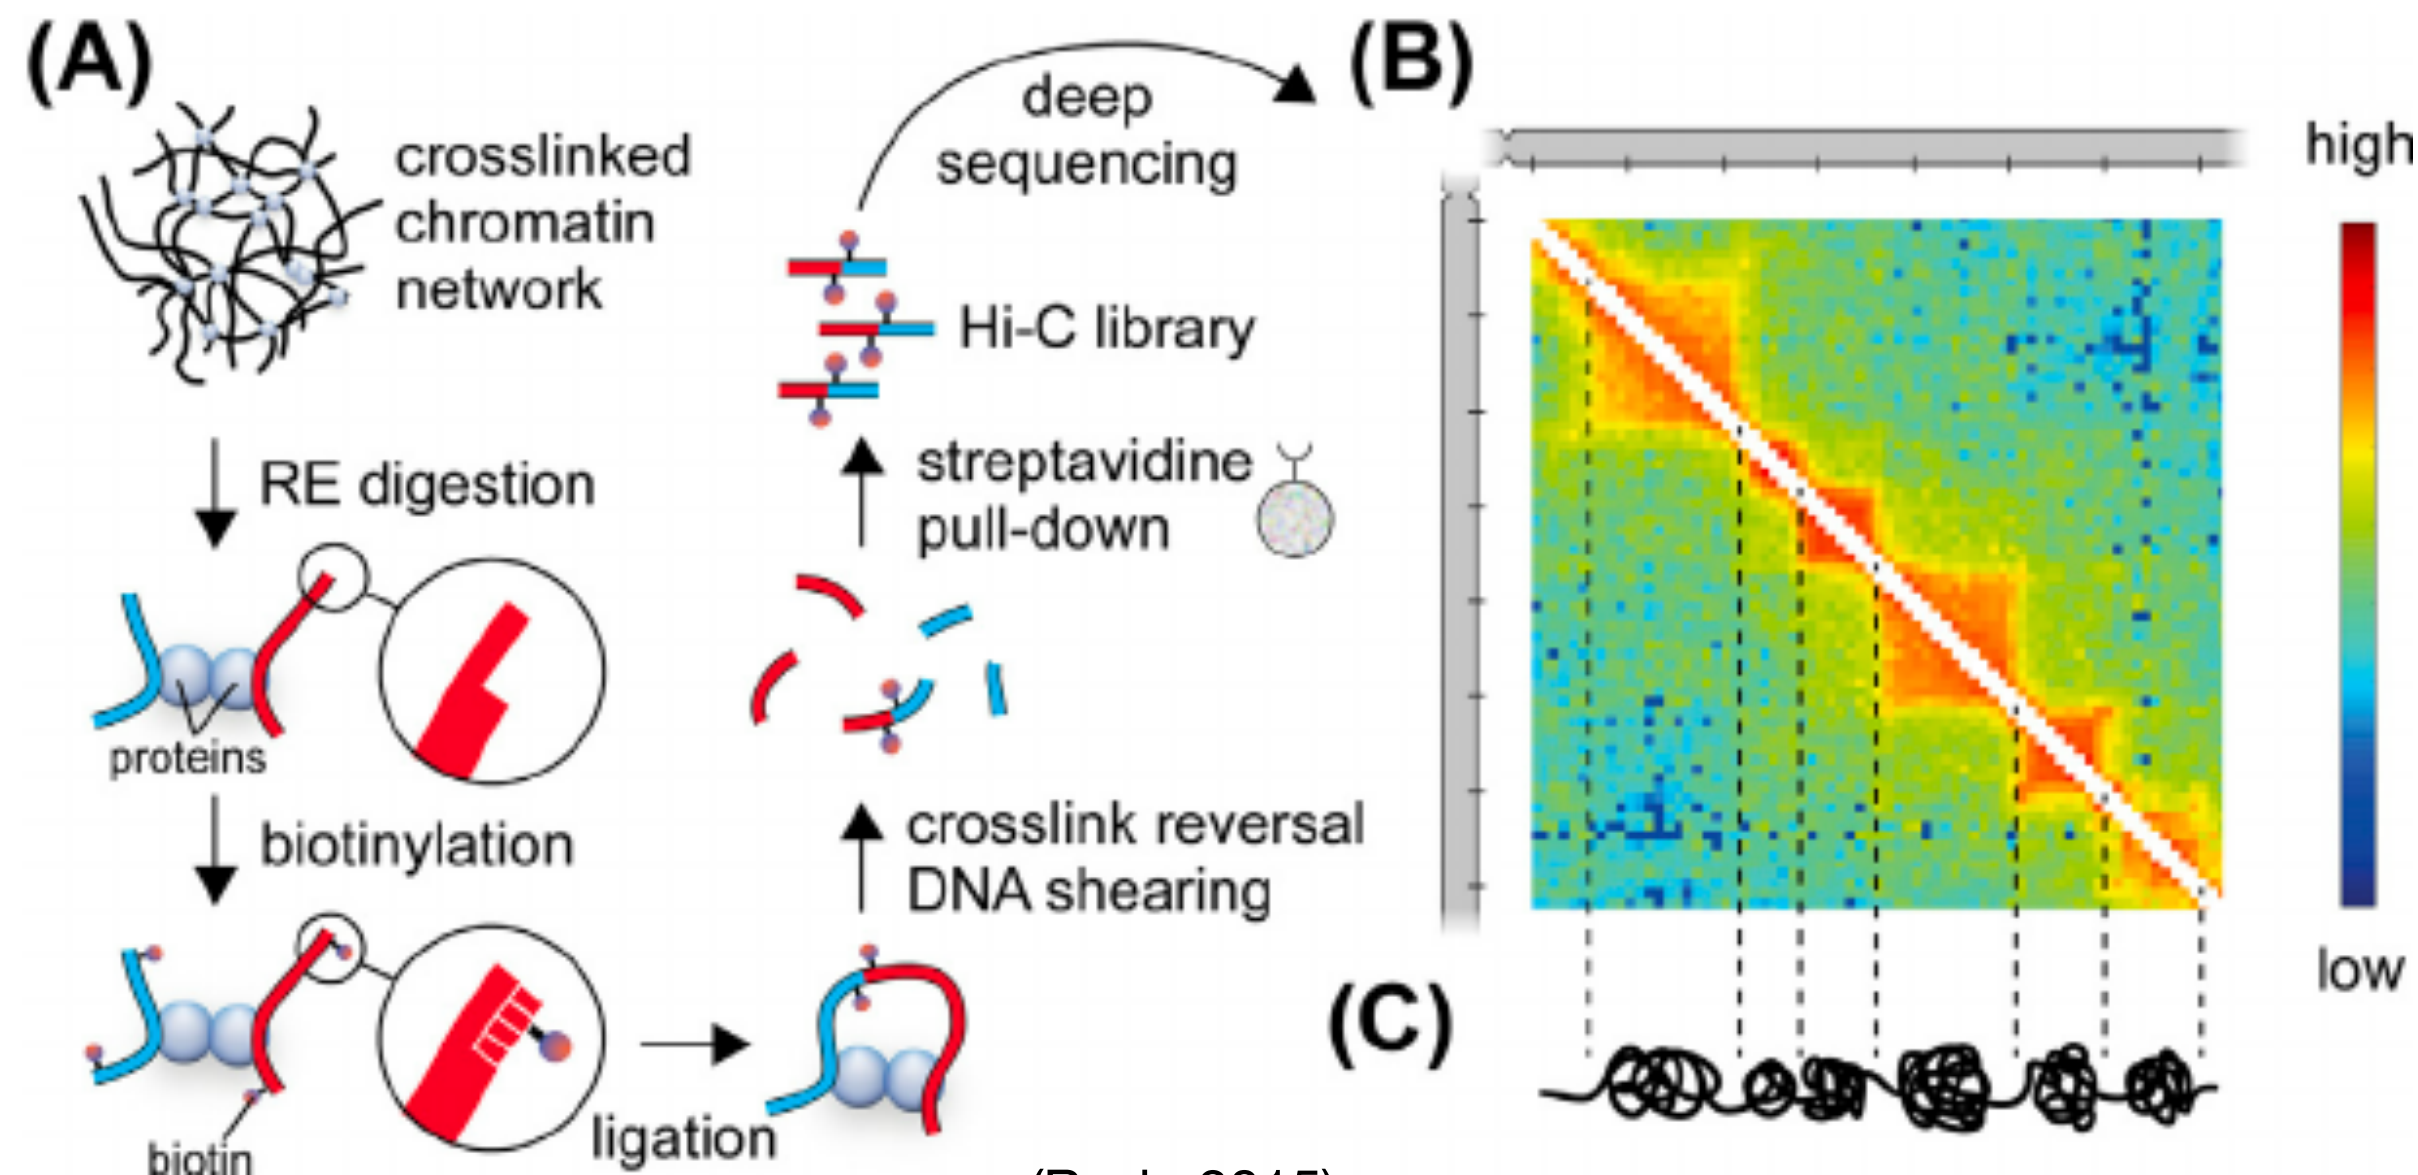 (A)
crosslinked
chromatin
network
RE digestion
proteins
biotinylation
biotin
ligation
crosslink reversal
DNA shearing
streptavidine
pull-down
Hi-C library
deep
sequencing
(B)
high
low
(C)